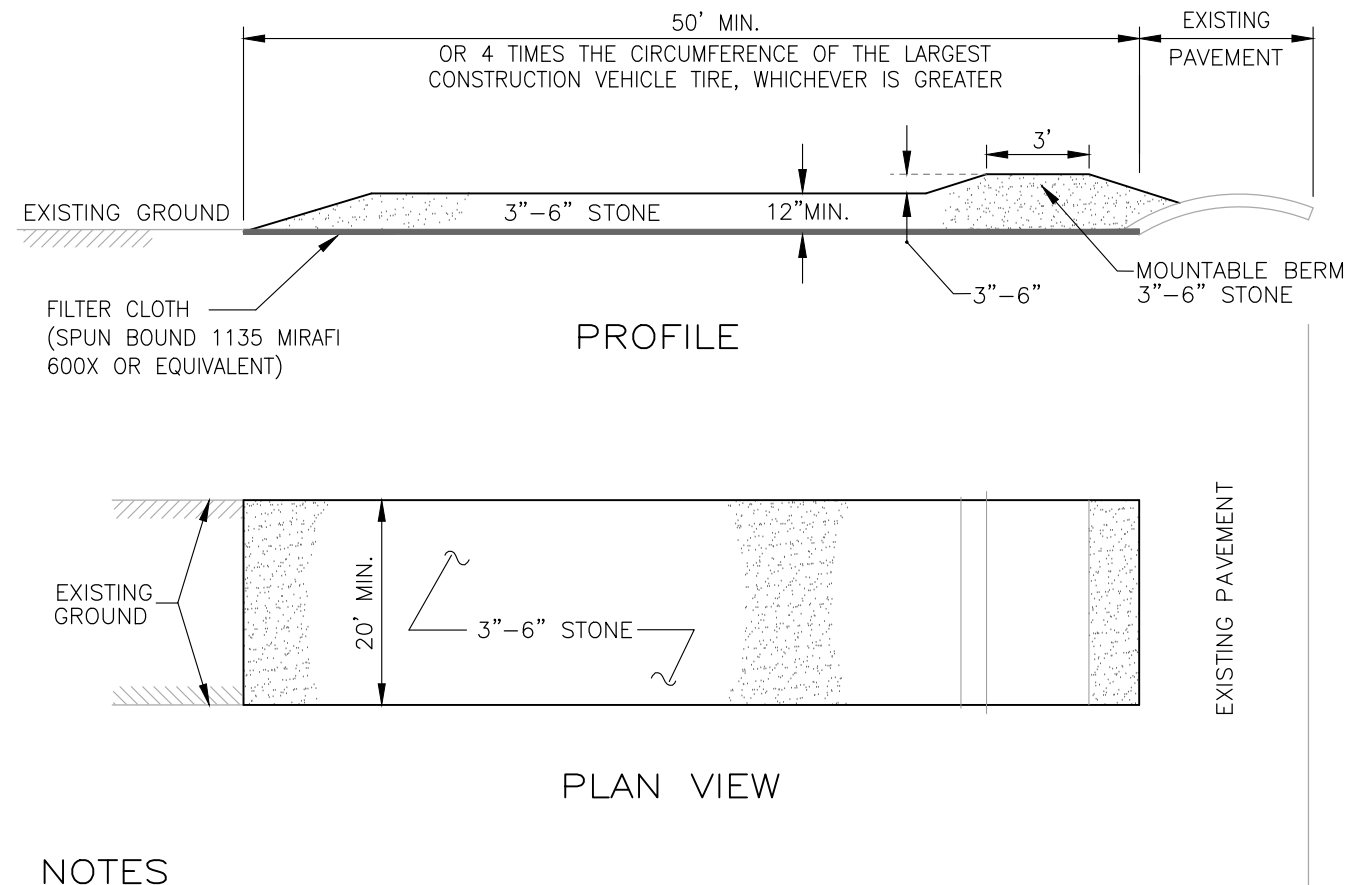 50' MIN.
OR 4 TIMES THE CIRCUMFERENCE OF THE LARGEST
CONSTRUCTION VEHICLE TIRE, WHICHEVER IS GREATER
EXISTING
PAVEMENT
3'
EXISTING GROUND
3"-6" STONE
12"MIN.
MOUNTABLE BERM
3"-6" STONE
3"-6"
FILTER CLOTH
(SPUN BOUND 1135 MIRAFI
600X OR EQUIVALENT)
PROFILE
EXISTING
GROUND
20' MIN.
3"-6" STONE
EXISTING PAVEMENT
PLAN VIEW
NOTES